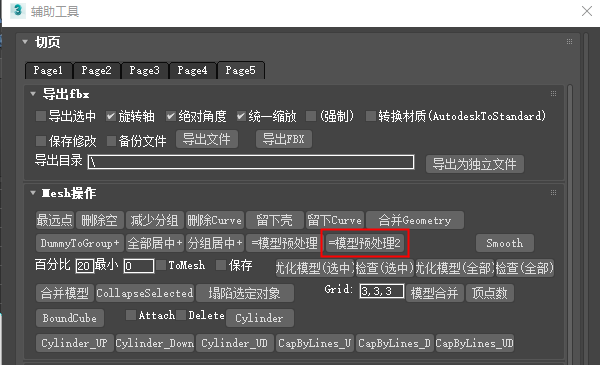 3 辅助工具
切页
Page1 Page2 Page3 Page4 Page5
导出fbx
导出选中 旋转轴 绝对角度 统一缩放 (强制) 转换材质(AutodeskToStandard)
保存修改 备份文件 导出文件 导出FBX
导出目录 \ 导出为独立文件
Mesh操作
最远点 删除空 减少分组 删除Curve 留下壳 留下Curve 合并Geometry
DummyToGroup+ 全部居中+ 分组居中+ =模型预处理 =模型预处理2 Smooth
百分比 20 最小 0 ToMesh 保存 优化模型(选中) 检查(选中) 优化模型(全部) 检查(全部)
合并模型 CollapseSelected 塌陷选定对象 Grid: 3,3,3 模型合并 顶点数
BoundCube Attach Delete Cylinder
Cylinder_UP Cylinder_Down Cylinder_UD CapByLines_U CapByLines_D CapByLines_UD